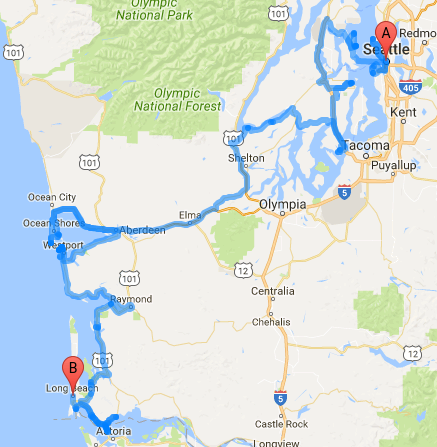 Olympic
National Park
101
101
A
Redmo
Seattle
405
Kent
Olympic
National Forest
101
Tacoma
Puyallup
101
Shelton
5
Ocean City
Ocean Shores
Elma
Olympia
Aberdeen
Westport
12
101
Raymond
Centralia
Chehalis
B
101
12
Long Beach
5
Castle Rock
Astoria
Longview